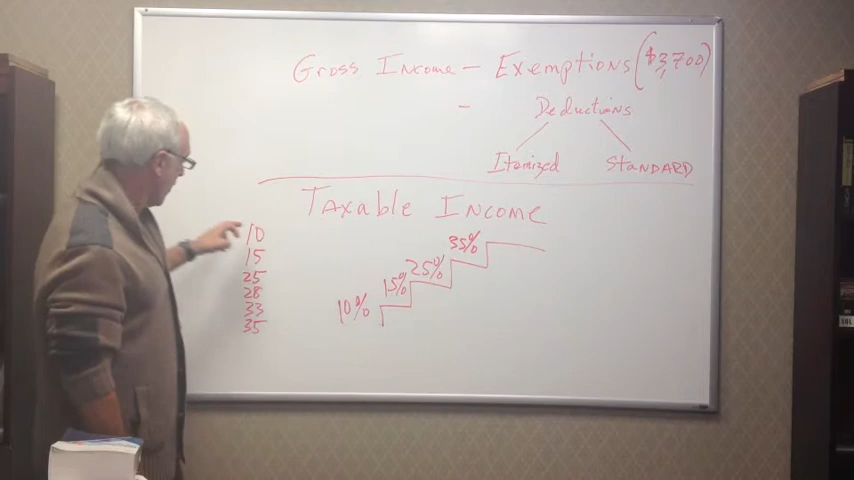 Gross Income - Exemptions ($3,700)
- Deductions
Itemized STANDARD
Taxable Income
10
15
25
28
33
35
35%
25%
15%
10%